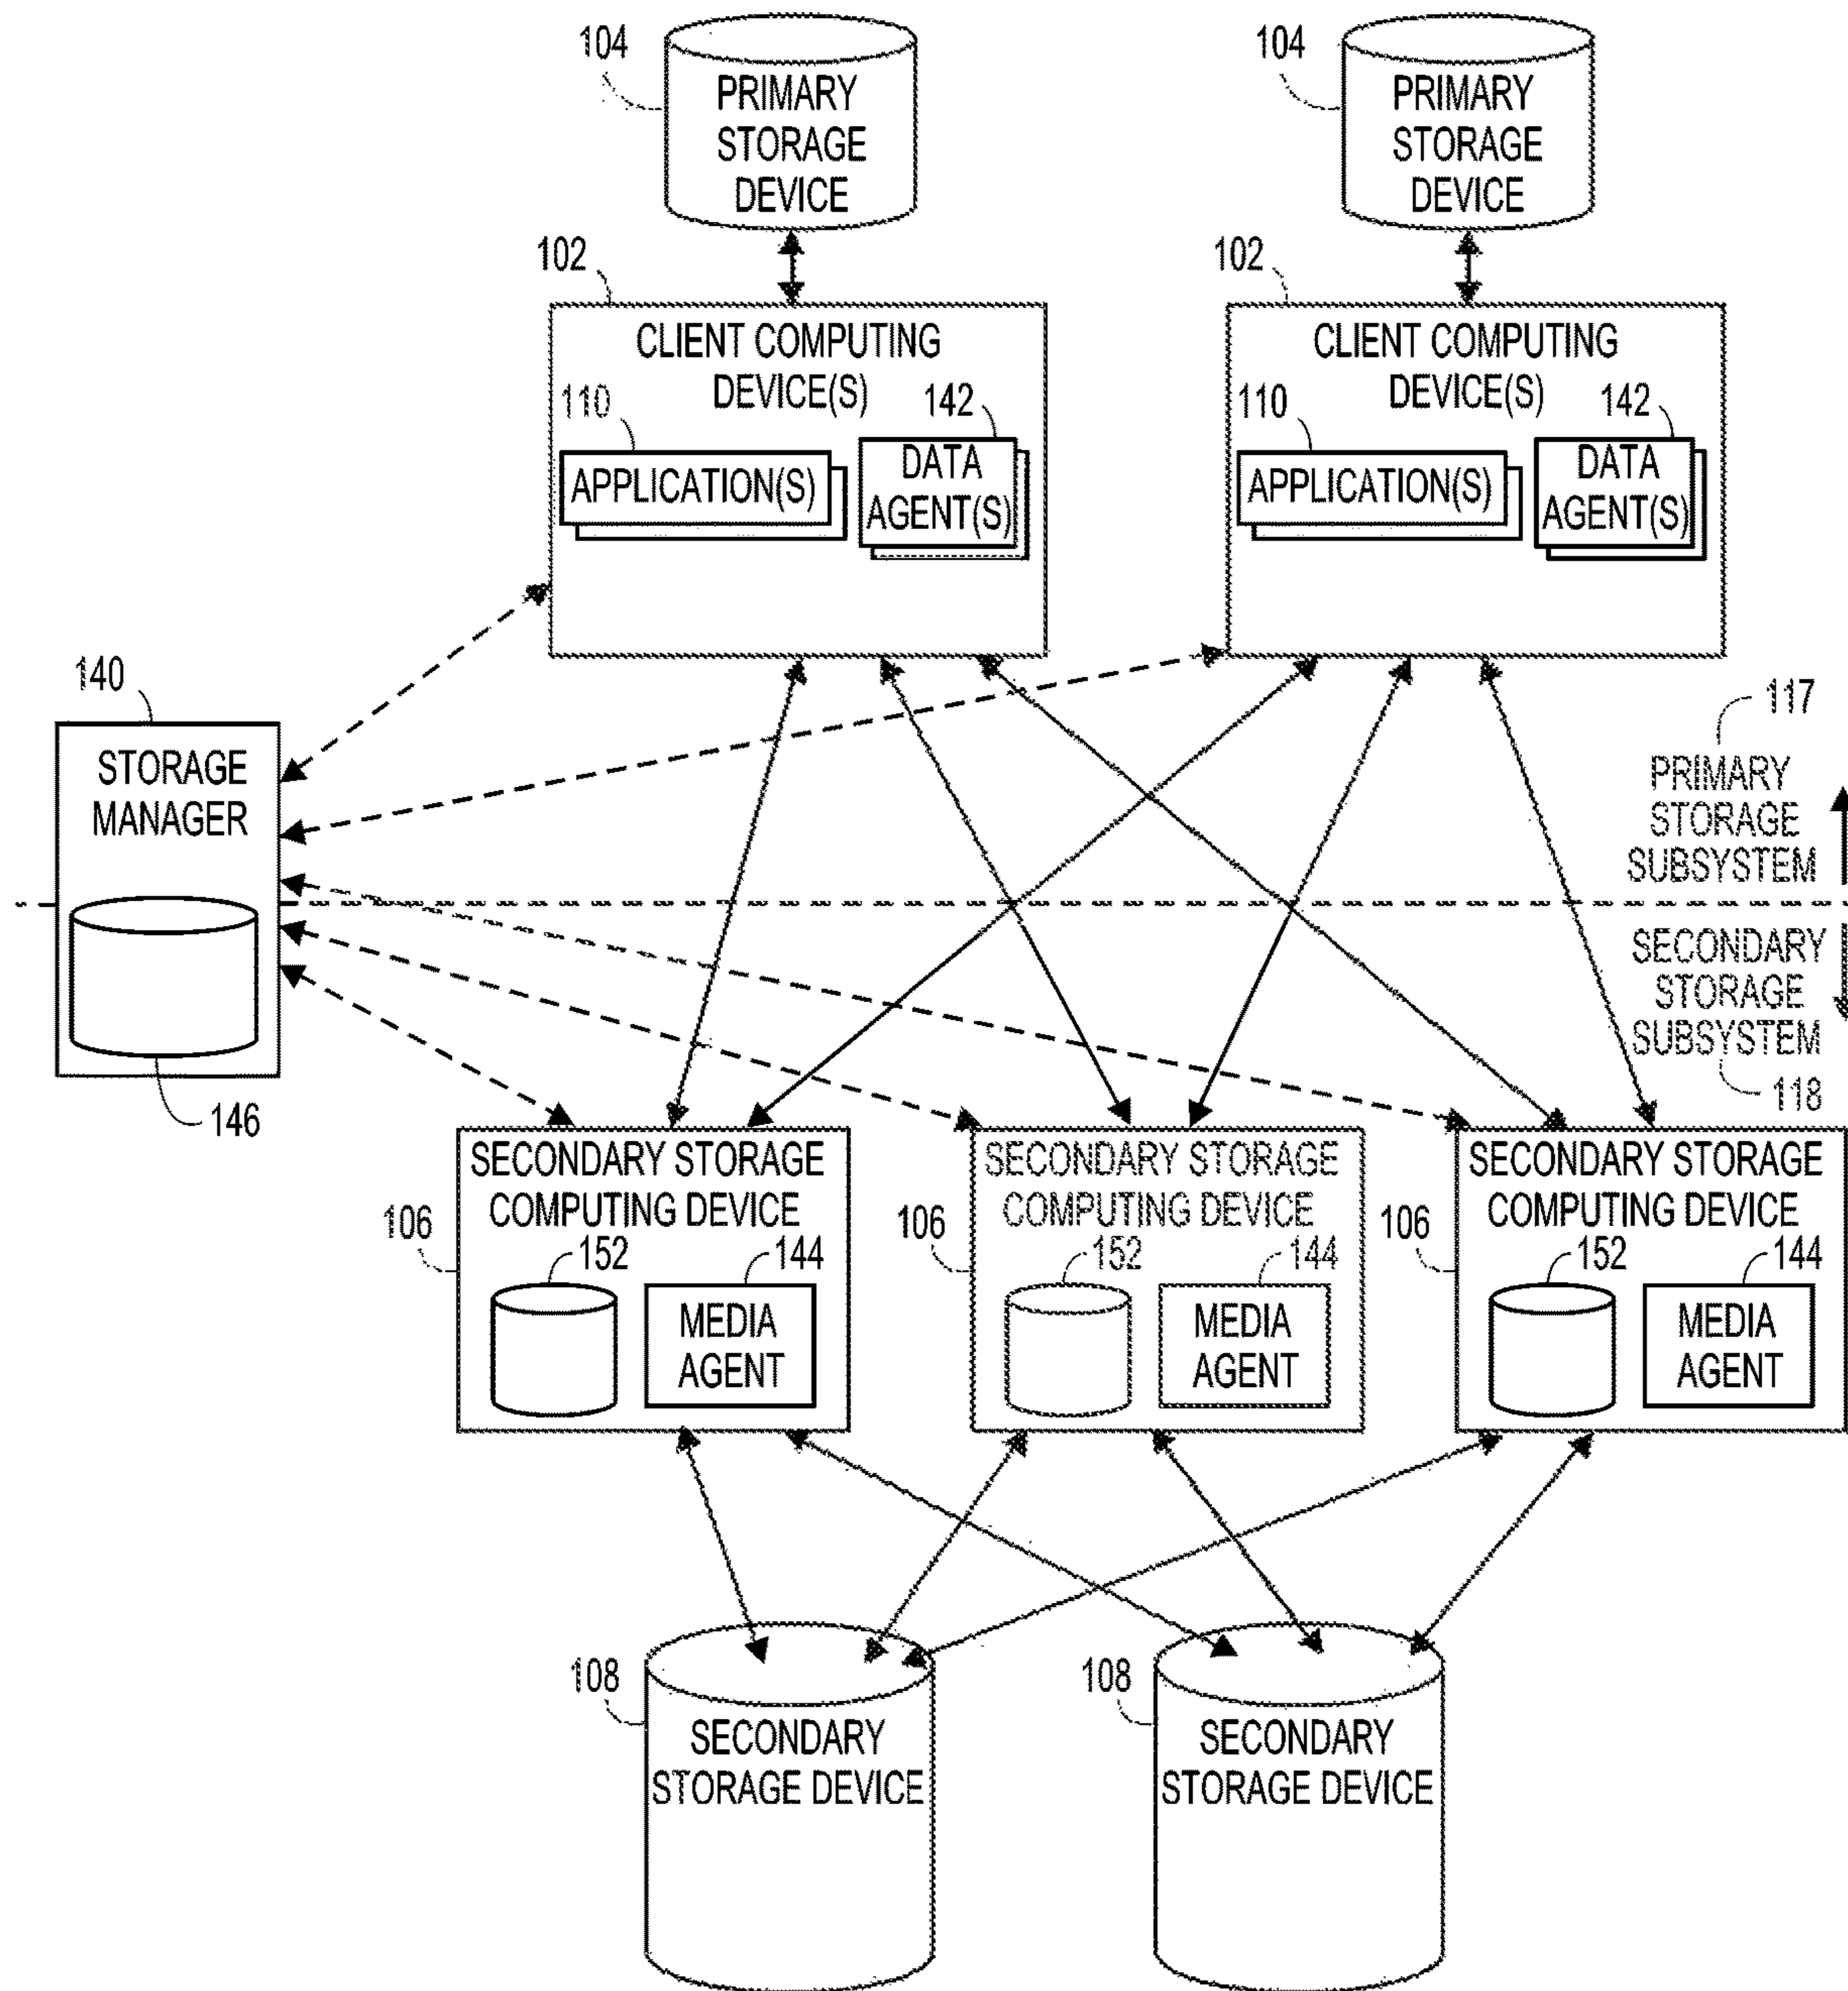 104
PRIMARY
STORAGE
DEVICE
104
PRIMARY
STORAGE
DEVICE
102
CLIENT COMPUTING
DEVICE(S)
110
142
APPLICATION(S)
DATA
AGENT(S)
102
CLIENT COMPUTING
DEVICE(S)
110
142
APPLICATION(S)
DATA
AGENT(S)
140
STORAGE
MANAGER
146
117
PRIMARY
STORAGE
SUBSYSTEM
SECONDARY
STORAGE
SUBSYSTEM
118
SECONDARY STORAGE
COMPUTING DEVICE
106
152
144
MEDIA
AGENT
SECONDARY STORAGE
COMPUTING DEVICE
106
152
144
MEDIA
AGENT
SECONDARY STORAGE
COMPUTING DEVICE
106
152
144
MEDIA
AGENT
108
SECONDARY
STORAGE DEVICE
108
SECONDARY
STORAGE DEVICE